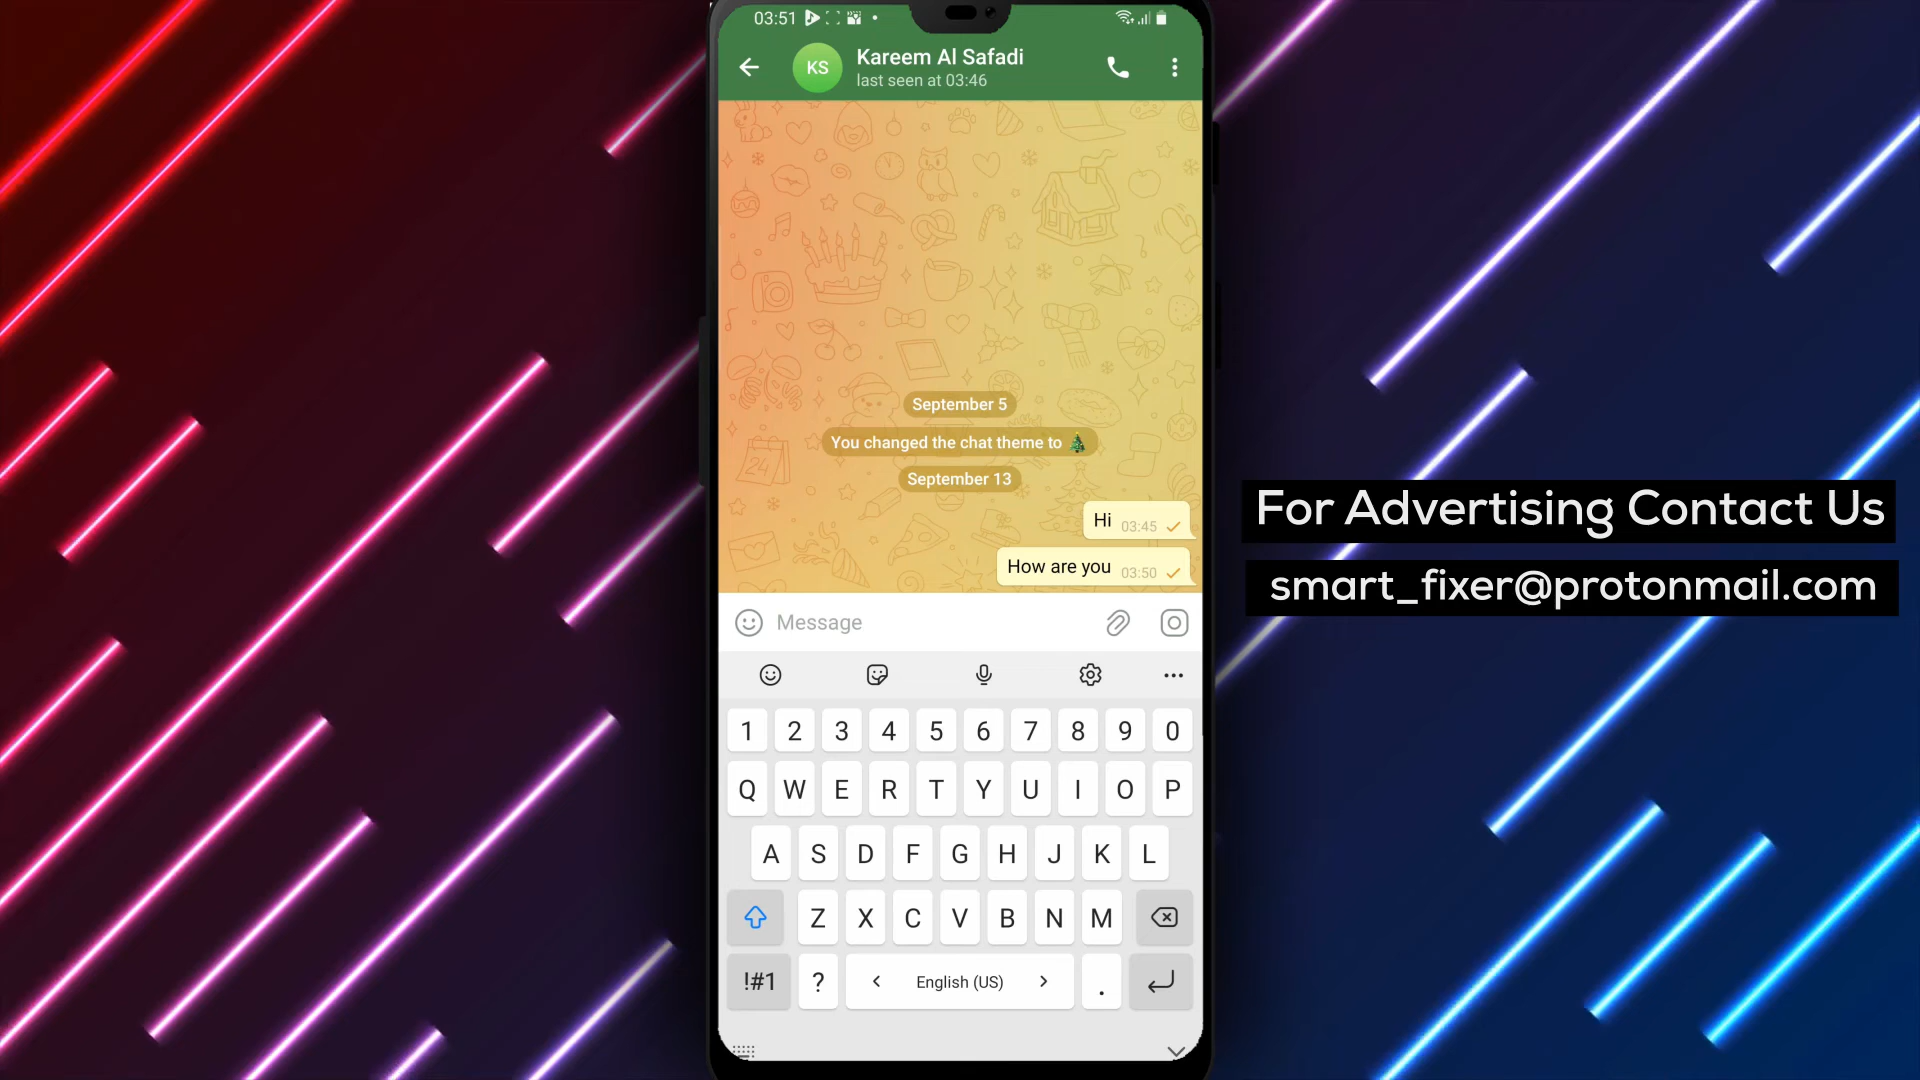 03:51
KS
Kareem Al Safadi
last seen at 03:46
September 5
You changed the chat theme to 🎄
September 13
Hi 03:45
How are you 03:50
For Advertising Contact Us
smart_fixer@protonmail.com
Message
1 2 3 4 5 6 7 8 9 0
Q W E R T Y U I O P
A S D F G H J K L
Z X C V B N M
!#1 ? < English (US) > .
24